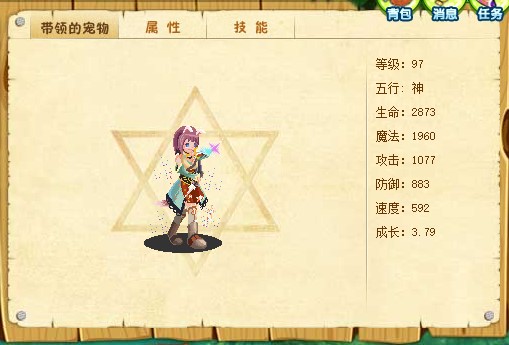 背包 消息 任务
带领的宠物 属性 技能
等级：97
五行：神
生命：2873
魔法：1960
攻击：1077
防御：883
速度：592
成长：3.79